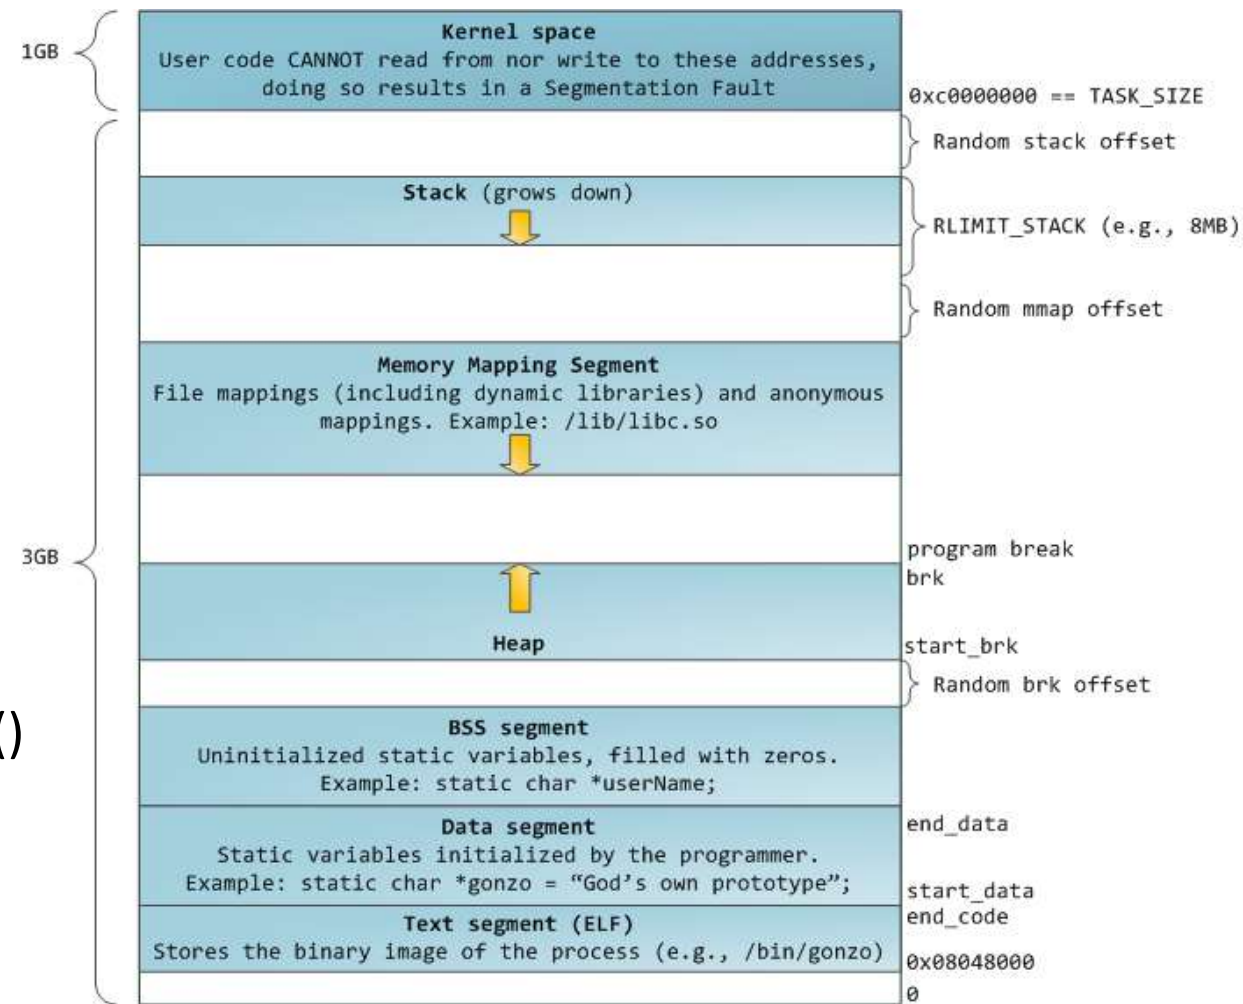 1GB
Kernel space
User code CANNOT read from nor write to these addresses,
doing so results in a Segmentation Fault
0xc0000000 == TASK_SIZE
Random stack offset
Stack (grows down)
RLIMIT_STACK (e.g., 8MB)
Random mmap offset
Memory Mapping Segment
File mappings (including dynamic libraries) and anonymous
mappings. Example: /lib/libc.so
3GB
program break
brk
Heap
start_brk
Random brk offset
()
BSS segment
Uninitialized static variables, filled with zeros.
Example: static char *userName;
Data segment
Static variables initialized by the programmer.
Example: static char *gonzo = “God’s own prototype”;
end_data
start_data
Text segment (ELF)
Stores the binary image of the process (e.g., /bin/gonzo)
end_code
0x08048000
0